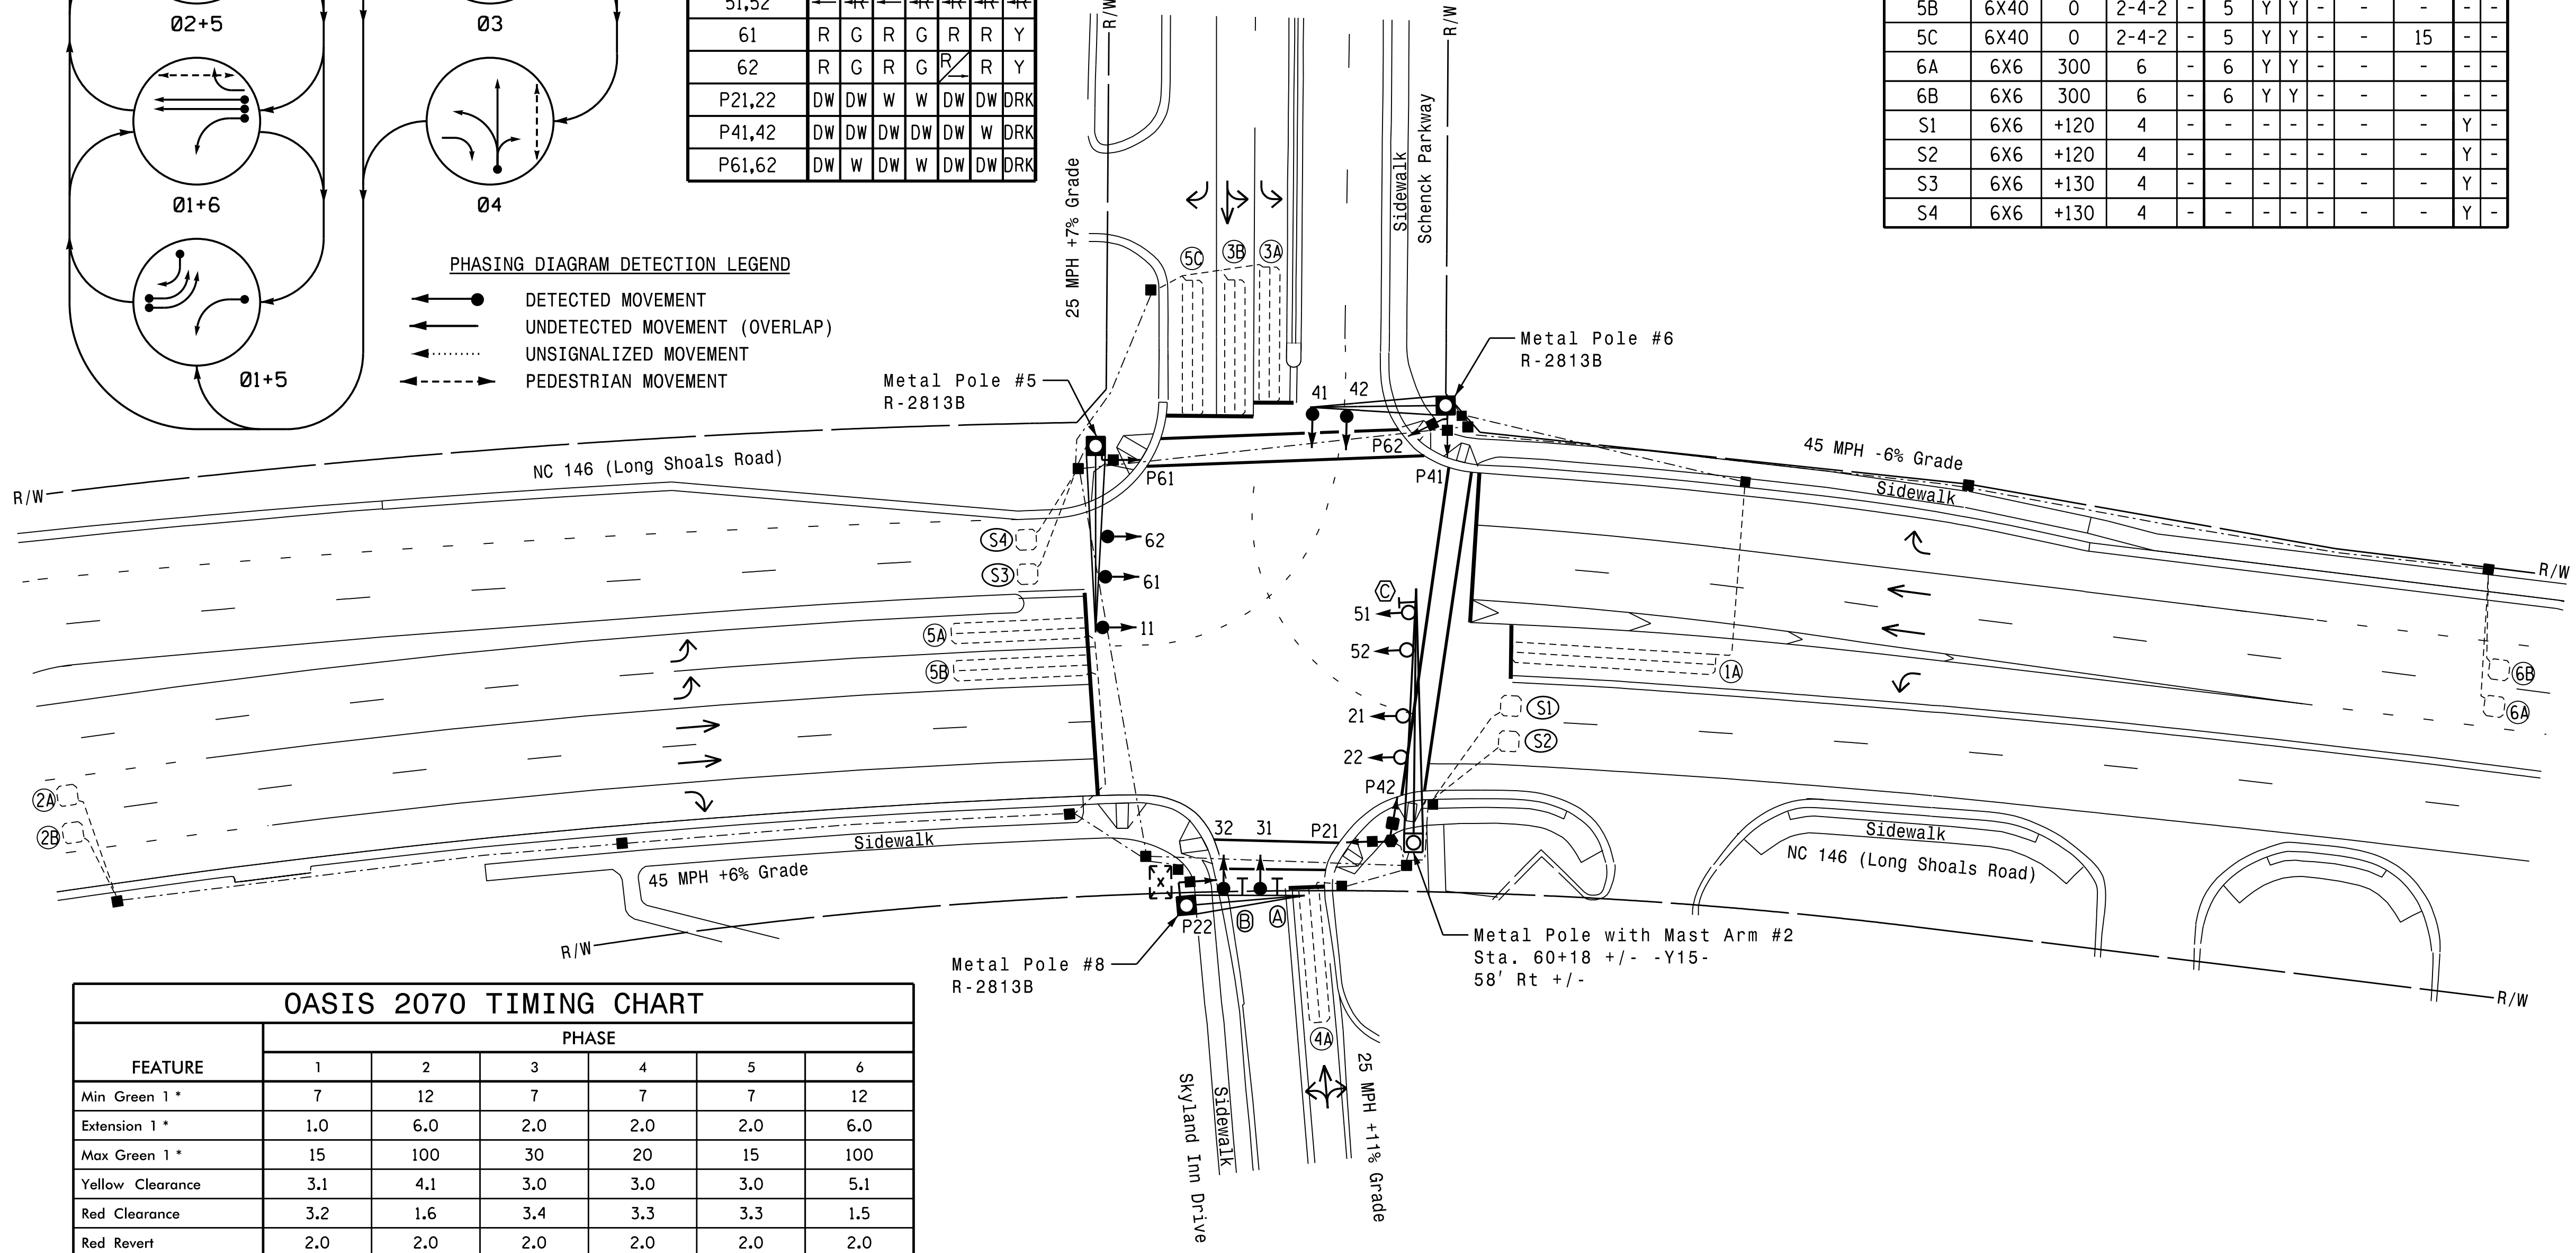 02+5
03
01+6
04
01+5
PHASING DIAGRAM DETECTION LEGEND
DETECTED MOVEMENT
UNDETECTED MOVEMENT (OVERLAP)
UNSIGNALIZED MOVEMENT
PEDESTRIAN MOVEMENT
51,52 R R R R R
61 R G R G R R Y
62 R G R G R R Y
P21,22 DW DW W W DW DW DRK
P41,42 DW DW DW DW DW W DRK
P61,62 DW W DW W DW DW DRK
5B 6X40 0 2-4-2 - 5 Y Y - - - - -
5C 6X40 0 2-4-2 - 5 Y Y - - 15 - -
6A 6X6 300 6 - 6 Y Y - - - - -
6B 6X6 300 6 - 6 Y Y - - - - -
S1 6X6 +120 4 - - - - - - - Y -
S2 6X6 +120 4 - - - - - - - Y -
S3 6X6 +130 4 - - - - - - - Y -
S4 6X6 +130 4 - - - - - - - Y -
R/W
R/W
25 MPH +7% Grade
Sidewalk
Schenck Parkway
5C
3B
3A
Metal Pole #5
R-2813B
Metal Pole #6
R-2813B
41
42
P62
P61
P41
NC 146 (Long Shoals Road)
R/W
45 MPH -6% Grade
Sidewalk
R/W
S4
S3
62
61
11
5A
5B
C
51
52
21
22
1A
S1
S2
6B
6A
2A
2B
P42
32
31
P21
Sidewalk
45 MPH +6% Grade
R/W
X
P22
B
A
Sidewalk
NC 146 (Long Shoals Road)
R/W
Metal Pole #8
R-2813B
Metal Pole with Mast Arm #2
Sta. 60+18 +/- -Y15-
58' Rt +/-
4A
Skyland Inn Drive
Sidewalk
25 MPH +11% Grade
OASIS 2070 TIMING CHART
FEATURE
PHASE
1 2 3 4 5 6
Min Green 1 * 7 12 7 7 7 12
Extension 1 * 1.0 6.0 2.0 2.0 2.0 6.0
Max Green 1 * 15 100 30 20 15 100
Yellow Clearance 3.1 4.1 3.0 3.0 3.0 5.1
Red Clearance 3.2 1.6 3.4 3.3 3.3 1.5
Red Revert 2.0 2.0 2.0 2.0 2.0 2.0